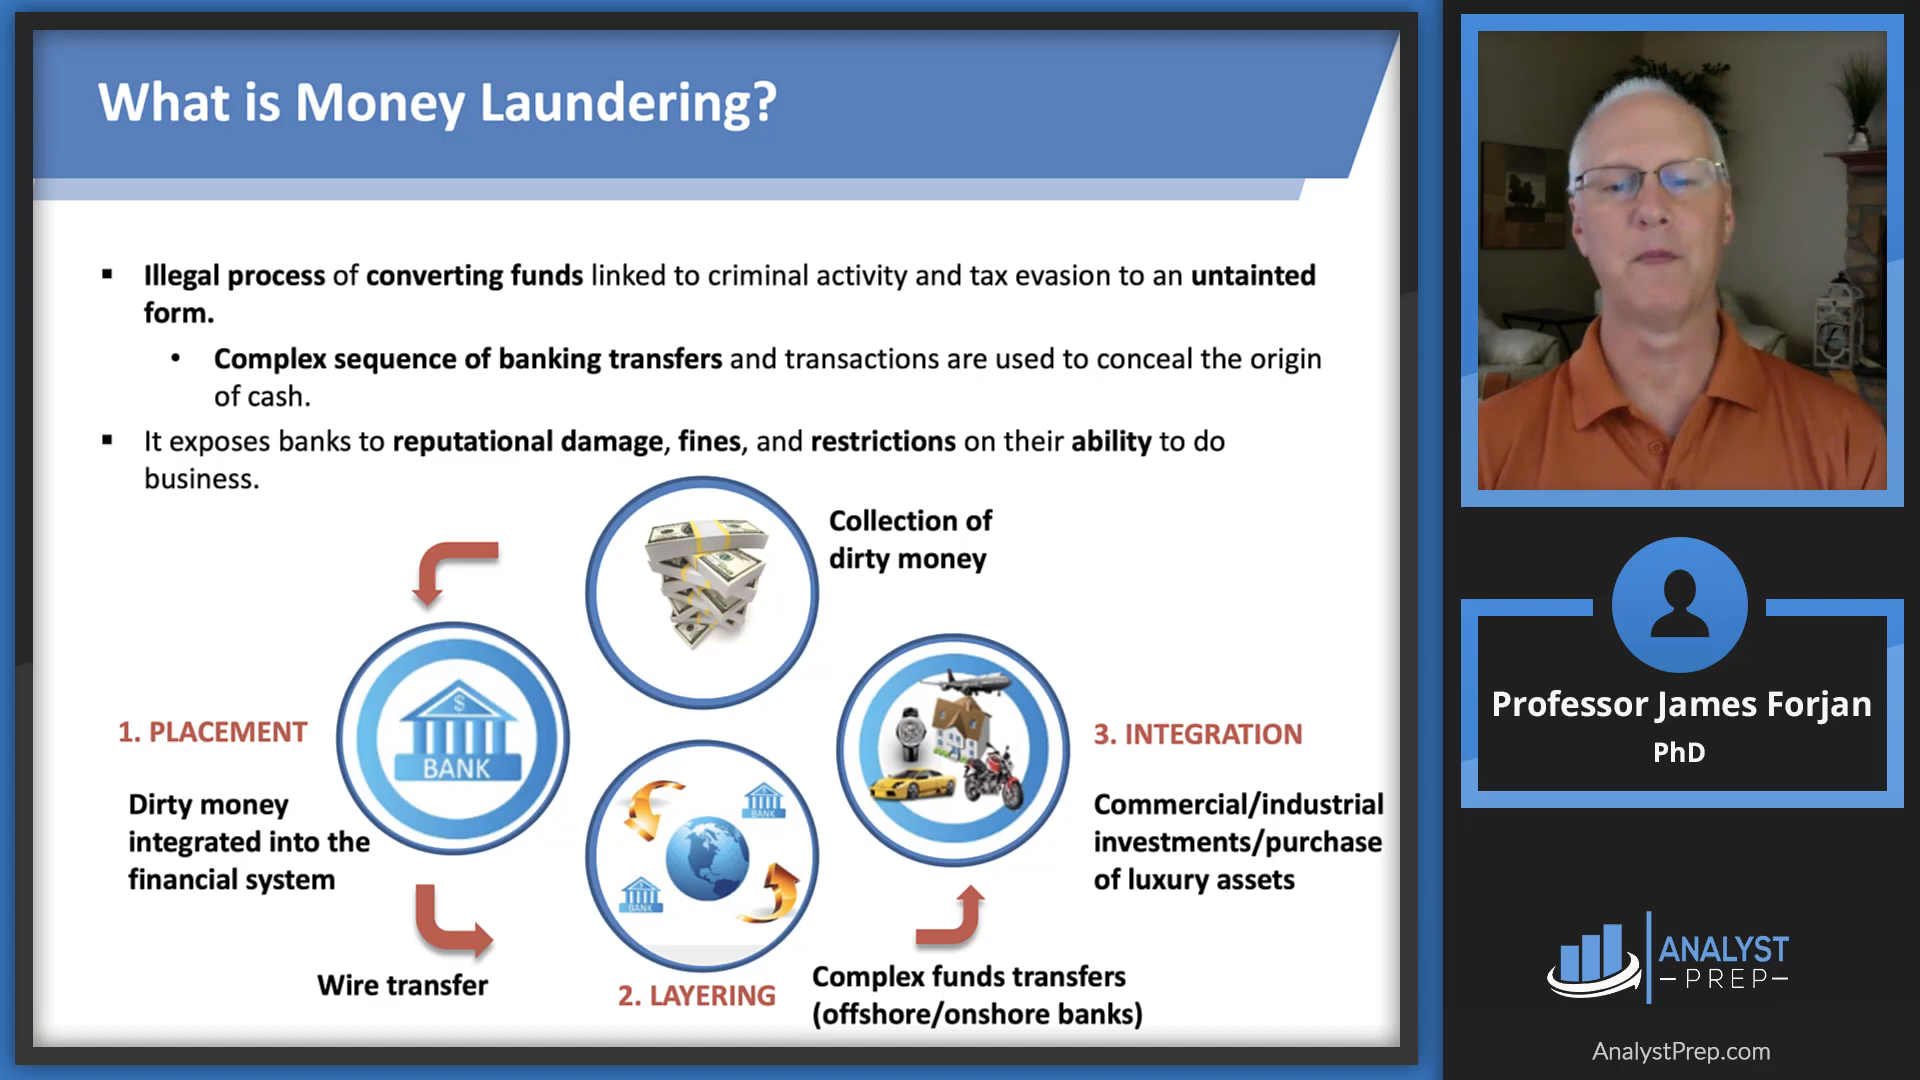 What is Money Laundering?
▪ Illegal process of converting funds linked to criminal activity and tax evasion to an untainted
form.
• Complex sequence of banking transfers and transactions are used to conceal the origin
of cash.
▪ It exposes banks to reputational damage, fines, and restrictions on their ability to do
business.
Collection of
dirty money
1. PLACEMENT
$
BANK
Dirty money
integrated into the
financial system
Wire transfer
BANK
BANK
2. LAYERING
Complex funds transfers
(offshore/onshore banks)
3. INTEGRATION
Commercial/industrial
investments/purchase
of luxury assets
Professor James Forjan
PhD
ANALYST
PREP
AnalystPrep.com